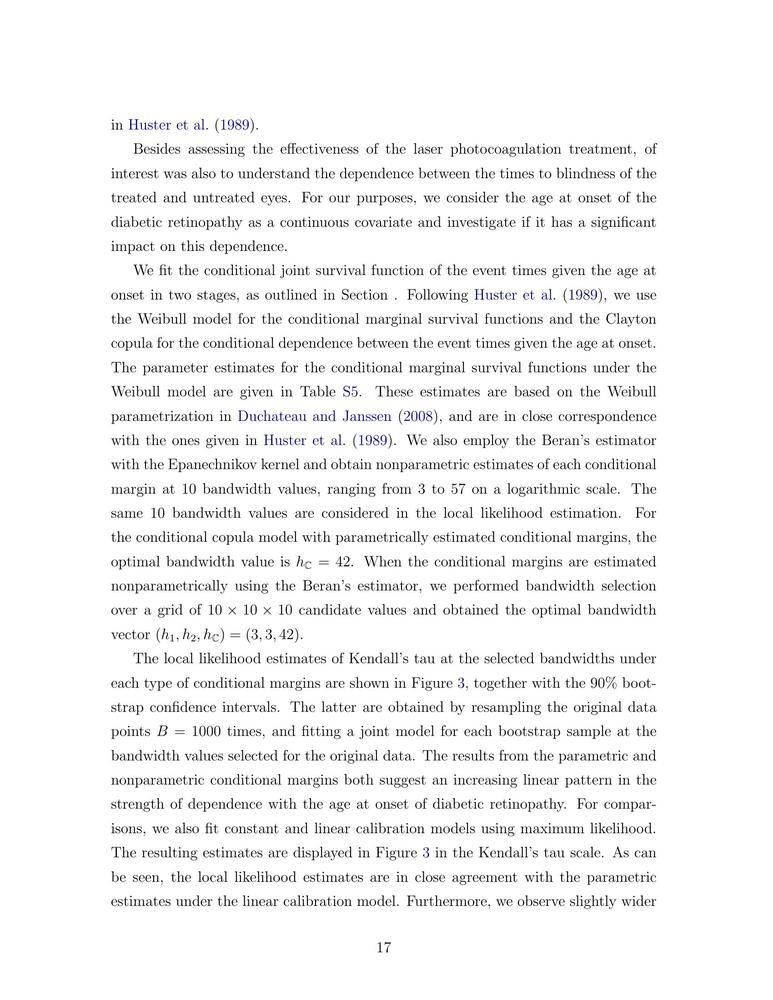 in Huster et al. (1989).
Besides assessing the effectiveness of the laser photocoagulation treatment, of
interest was also to understand the dependence between the times to blindness of the
treated and untreated eyes. For our purposes, we consider the age at onset of the
diabetic retinopathy as a continuous covariate and investigate if it has a significant
impact on this dependence.
We fit the conditional joint survival function of the event times given the age at
onset in two stages, as outlined in Section . Following Huster et al. (1989), we use
the Weibull model for the conditional marginal survival functions and the Clayton
copula for the conditional dependence between the event times given the age at onset.
The parameter estimates for the conditional marginal survival functions under the
Weibull model are given in Table S5. These estimates are based on the Weibull
parametrization in Duchateau and Janssen (2008), and are in close correspondence
with the ones given in Huster et al. (1989). We also employ the Beran's estimator
with the Epanechnikov kernel and obtain nonparametric estimates of each conditional
margin at 10 bandwidth values, ranging from 3 to 57 on a logarithmic scale. The
same 10 bandwidth values are considered in the local likelihood estimation. For
the conditional copula model with parametrically estimated conditional margins, the
optimal bandwidth value is hℂ = 42. When the conditional margins are estimated
nonparametrically using the Beran's estimator, we performed bandwidth selection
over a grid of 10 × 10 × 10 candidate values and obtained the optimal bandwidth
vector (h₁, h₂, hℂ) = (3, 3, 42).
The local likelihood estimates of Kendall's tau at the selected bandwidths under
each type of conditional margins are shown in Figure 3, together with the 90% boot-
strap confidence intervals. The latter are obtained by resampling the original data
points B = 1000 times, and fitting a joint model for each bootstrap sample at the
bandwidth values selected for the original data. The results from the parametric and
nonparametric conditional margins both suggest an increasing linear pattern in the
strength of dependence with the age at onset of diabetic retinopathy. For compar-
isons, we also fit constant and linear calibration models using maximum likelihood.
The resulting estimates are displayed in Figure 3 in the Kendall's tau scale. As can
be seen, the local likelihood estimates are in close agreement with the parametric
estimates under the linear calibration model. Furthermore, we observe slightly wider
17